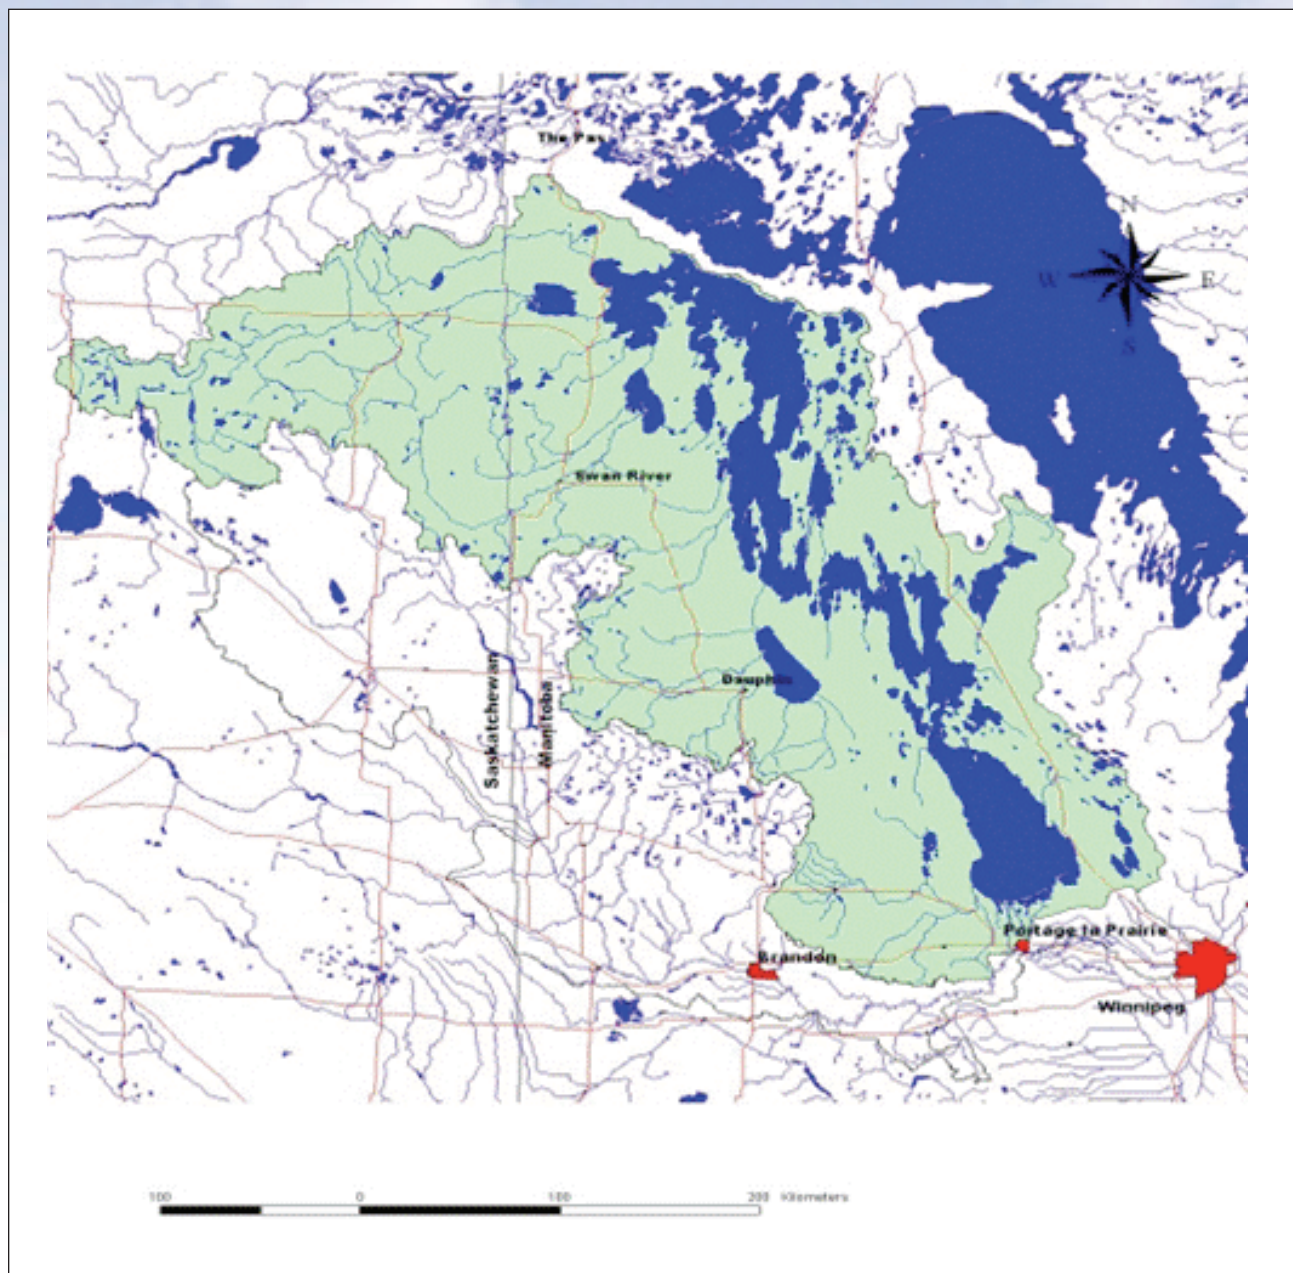 The Pas
N
W
E
S
Swan River
Saskatchewan
Manitoba
Dauphin
Portage la Prairie
Brandon
Winnipeg
100 0 100 200 Kilometers